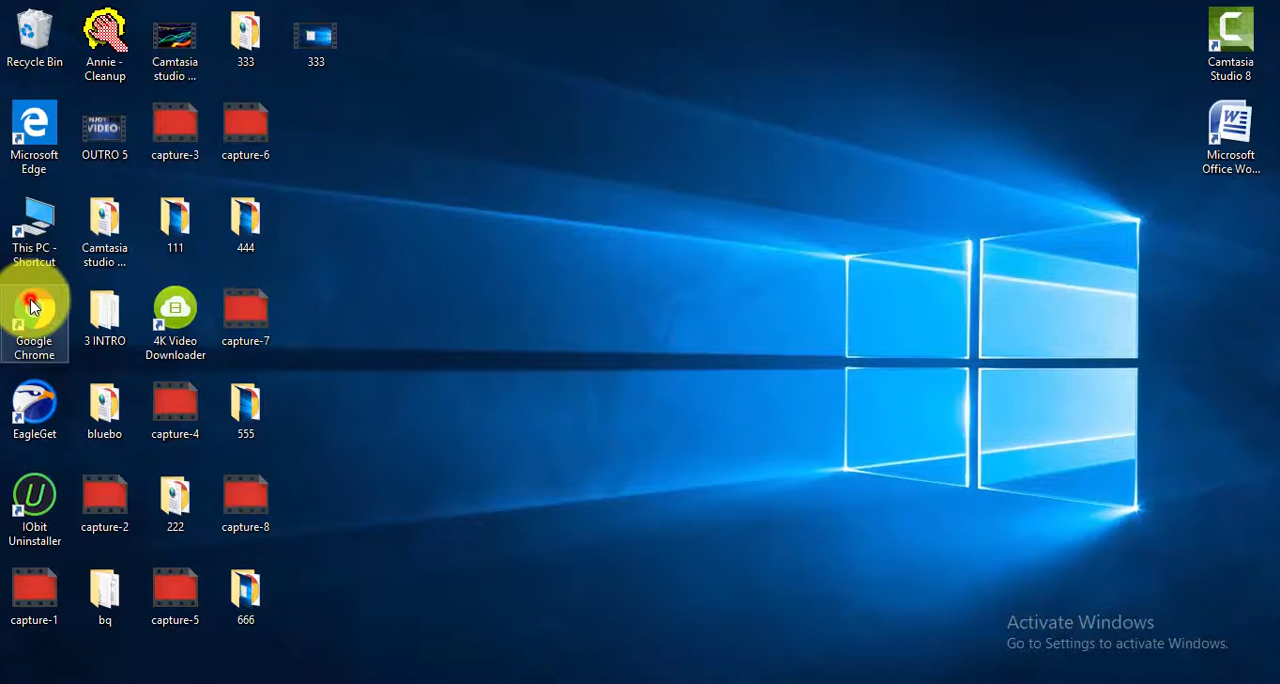 Recycle Bin
Annie - Cleanup
Camtasia studio ...
333
333
Camtasia Studio 8
Microsoft Edge
NJOY VIDEO
OUTRO 5
capture-3
capture-6
W
Microsoft Office Wo...
This PC - Shortcut
Camtasia studio ...
111
444
Google Chrome
3 INTRO
4K Video Downloader
capture-7
EagleGet
bluebo
capture-4
555
IObit Uninstaller
capture-2
222
capture-8
capture-1
bq
capture-5
666
Activate Windows
Go to Settings to activate Windows.